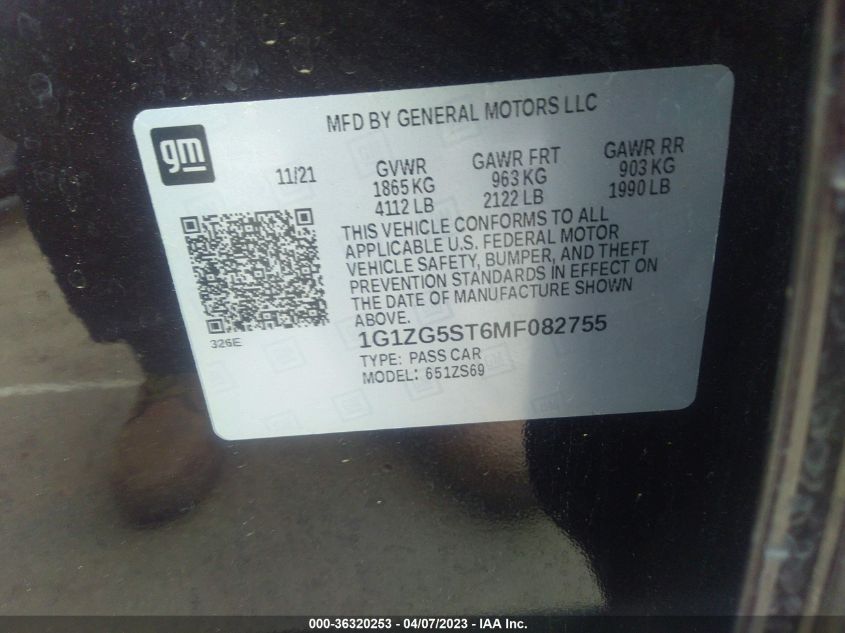 MFD BY GENERAL MOTORS LLC
gm
11/21
GVWR GAWR FRT GAWR RR
1865 KG 963 KG 903 KG
4112 LB 2122 LB 1990 LB
THIS VEHICLE CONFORMS TO ALL
APPLICABLE U.S. FEDERAL MOTOR
VEHICLE SAFETY, BUMPER, AND THEFT
PREVENTION STANDARDS IN EFFECT ON
THE DATE OF MANUFACTURE SHOWN
ABOVE.
326E
1G1ZG5ST6MF082755
TYPE: PASS CAR
MODEL: 651ZS69
000-36320253 - 04/07/2023 - IAA Inc.